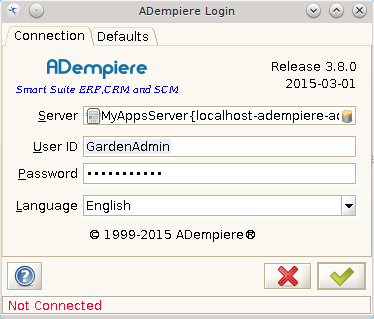 ADempiere Login
Connection
Defaults
ADempiere
Release 3.8.0
2015-03-01
Smart Suite ERP,CRM and SCM
Server
MyAppsServer{localhost-adempiere-ad
User ID
GardenAdmin
Password
•••••••••••
Language
English
© 1999-2015 ADempiere®
?
Not Connected